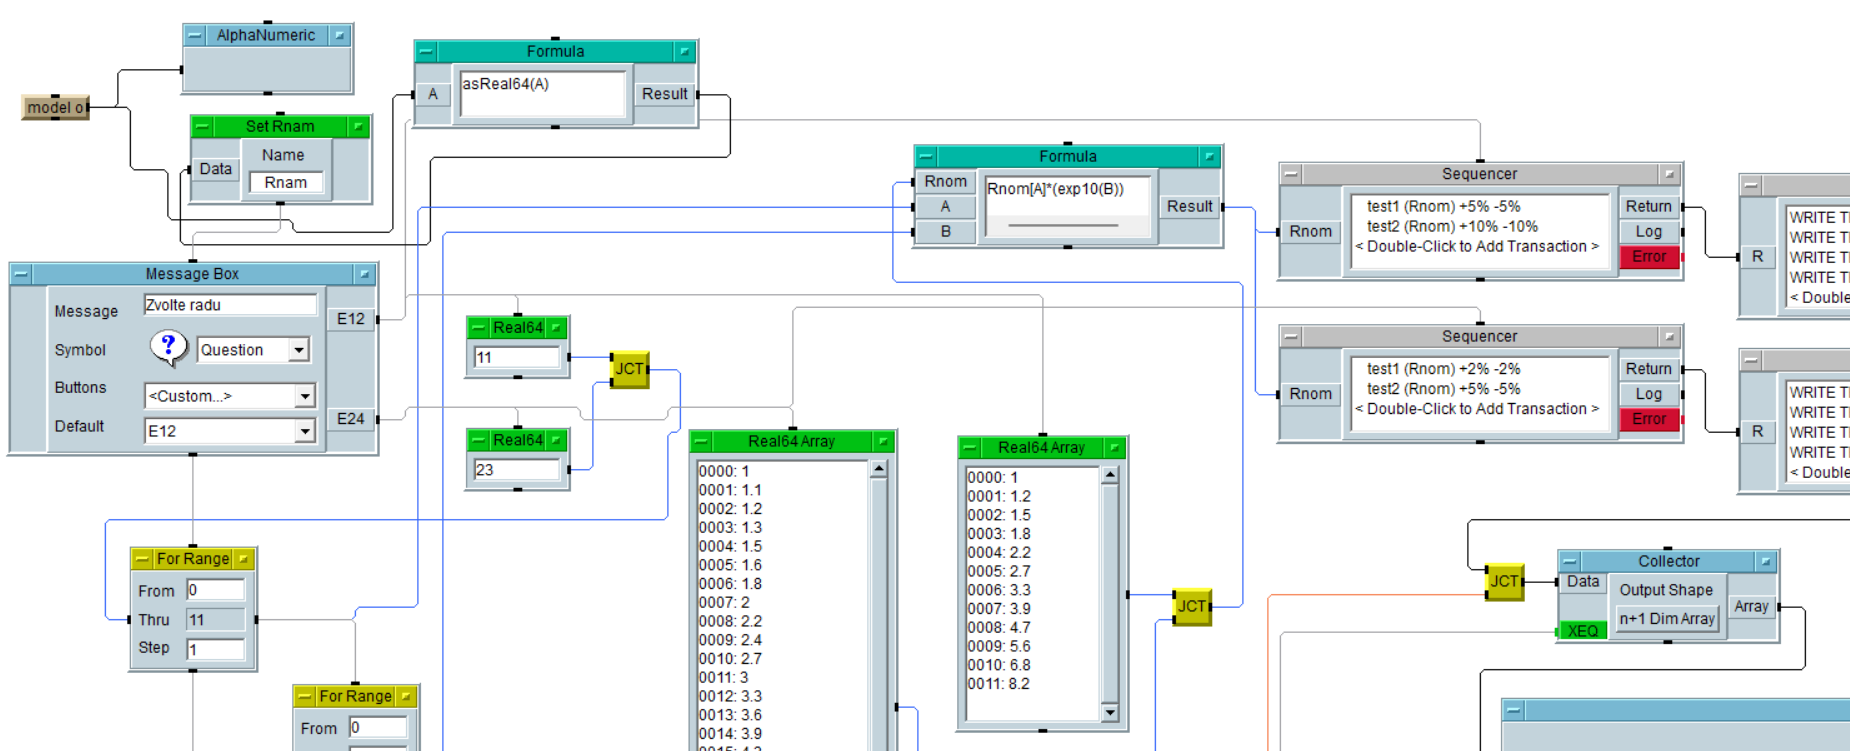 AlphaNumeric
model o
Set Rnam
Data
Name
Rnam
Formula
A
asReal64(A)
Result
Formula
Rnom
A
B
Rnom[A]*(exp10(B))
Result
Sequencer
Rnom
test1 (Rnom) +5% -5%
test2 (Rnom) +10% -10%
< Double-Click to Add Transaction >
Return
Log
Error
R
WRITE T
WRITE T
WRITE T
WRITE T
< Double
Message Box
Message
Zvolte radu
Symbol
?
Question
Buttons
<Custom...>
Default
E12
E12
E24
Real64
11
JCT
Real64
23
Sequencer
Rnom
test1 (Rnom) +2% -2%
test2 (Rnom) +5% -5%
< Double-Click to Add Transaction >
Return
Log
Error
R
WRITE T
WRITE T
WRITE T
WRITE T
< Double
Real64 Array
0000: 1
0001: 1.1
0002: 1.2
0003: 1.3
0004: 1.5
0005: 1.6
0006: 1.8
0007: 2
0008: 2.2
0009: 2.4
0010: 2.7
0011: 3
0012: 3.3
0013: 3.6
0014: 3.9
Real64 Array
0000: 1
0001: 1.2
0002: 1.5
0003: 1.8
0004: 2.2
0005: 2.7
0006: 3.3
0007: 3.9
0008: 4.7
0009: 5.6
0010: 6.8
0011: 8.2
JCT
For Range
From
0
Thru
11
Step
1
For Range
From
0
JCT
Collector
Data
XEQ
Output Shape
n+1 Dim Array
Array